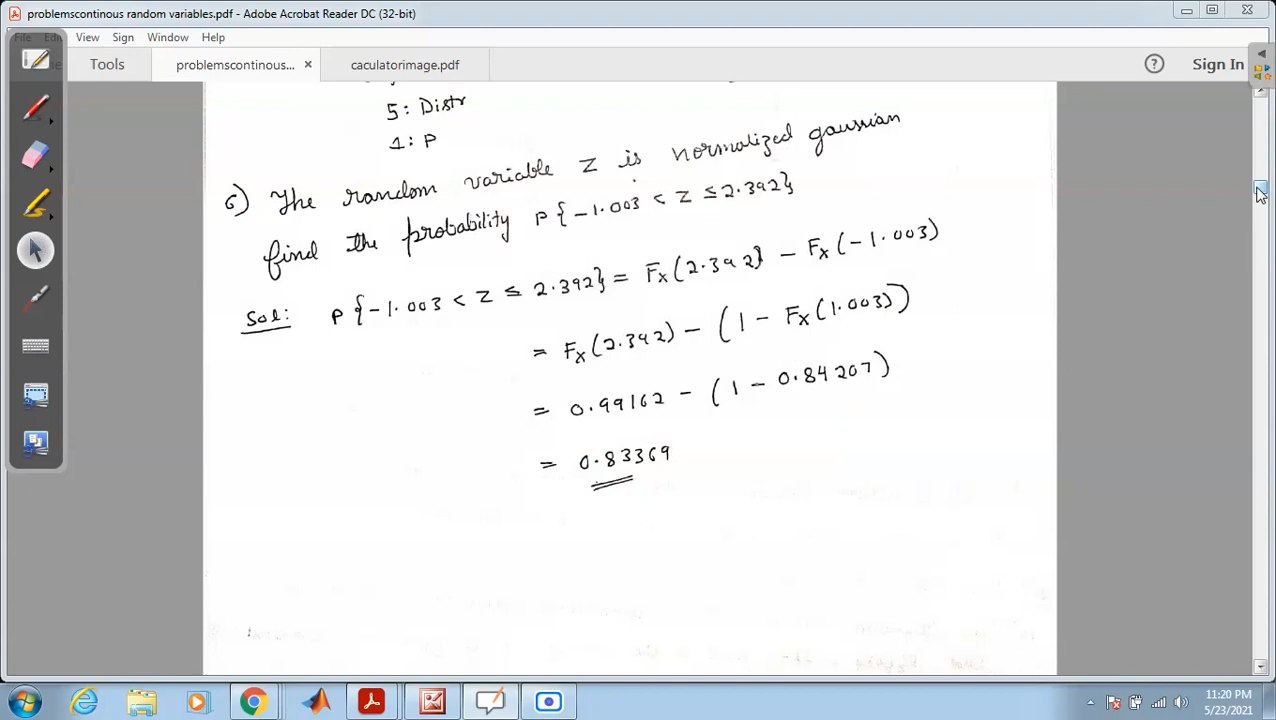 problemscontinous random variables.pdf - Adobe Acrobat Reader DC (32-bit)
File Edit View Sign Window Help
Tools problemscontinous... × caculatorimage.pdf ? Sign In
5: Distr
1: P
6) The random variable Z is normalized gaussian
find the probability P{-1.003 < Z ≤ 2.392}
Sol: P{-1.003 < Z ≤ 2.392} = Fx(2.392} - Fx(-1.003)
= Fx(2.392) - (1 - Fx(1.003))
= 0.99162 - (1 - 0.84207)
= 0.83369
11:20 PM
5/23/2021